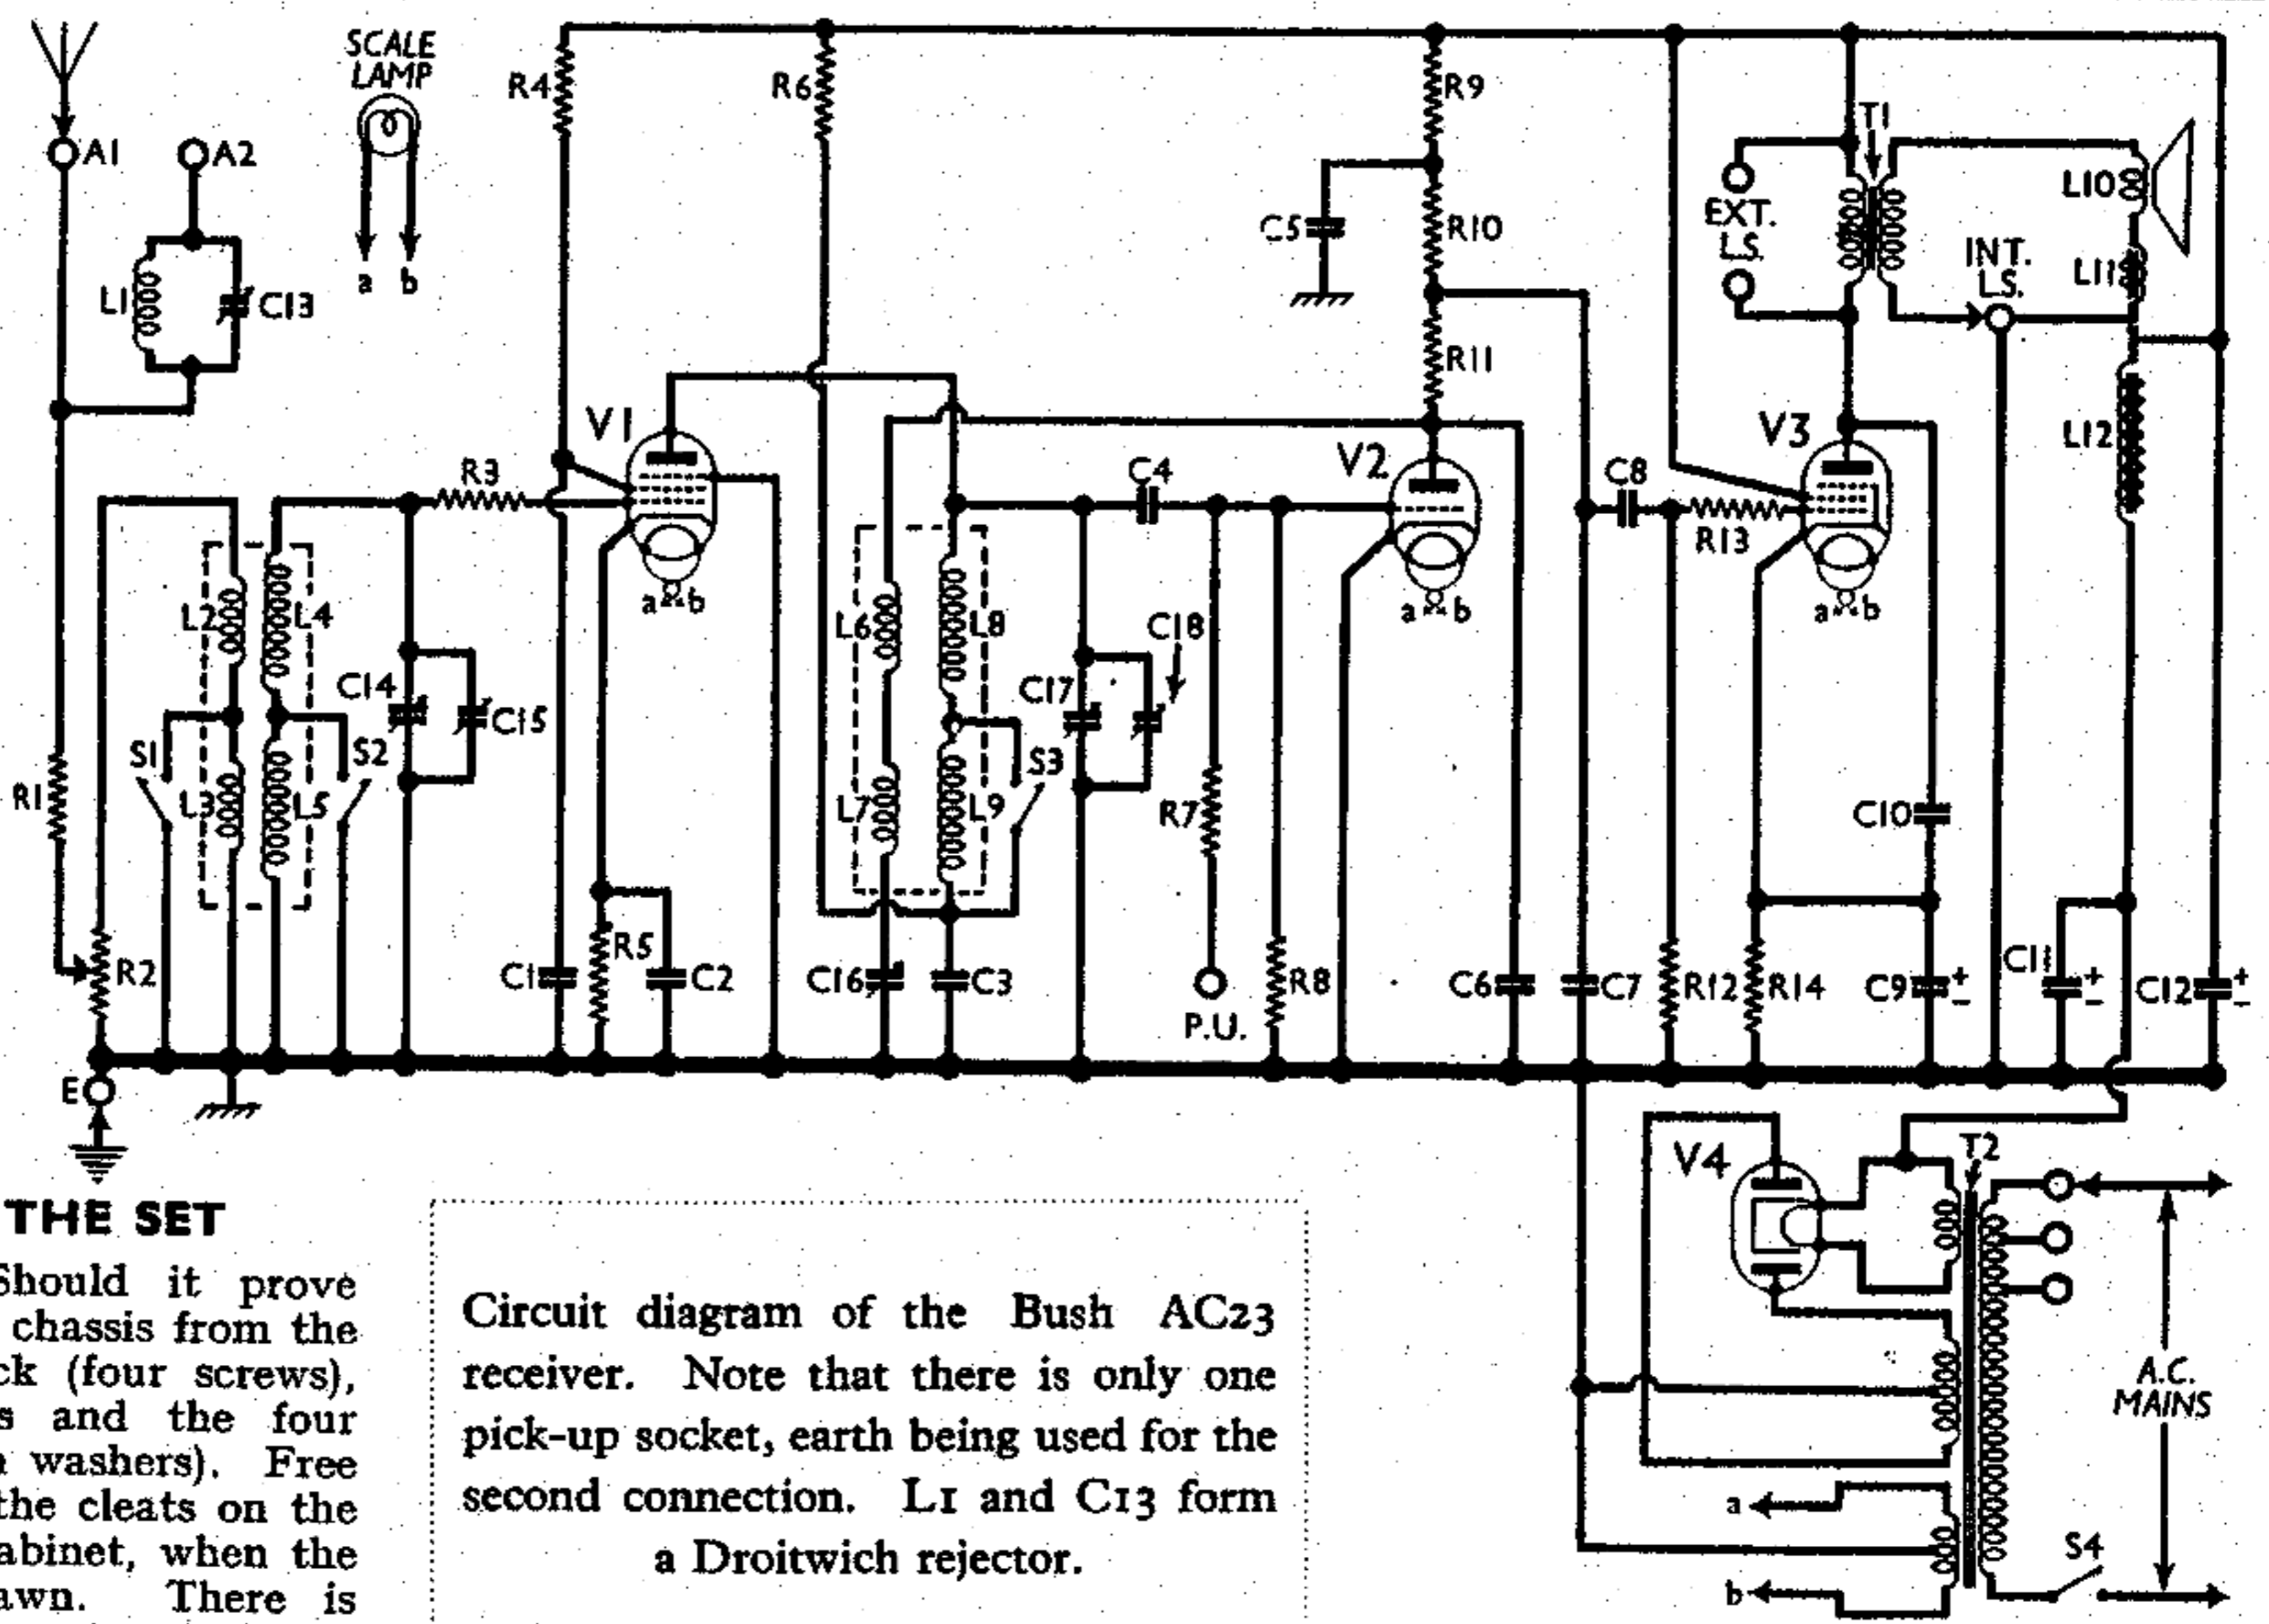 SCALE
LAMP
A1
A2
L1
C13
a b
R4
R6
R9
R10
C5
R11
T1
EXT.
L.S.
INT.
L.S.
L10
L11
L12
V1
R3
V2
C4
V3
C8
R13
a b
a b
a b
L2
L4
C14
C15
S1
S2
L3
L5
R1
R2
L6
L8
C17
C18
L7
L9
S3
R7
C10
C1
R5
C2
C16
C3
P.U.
R8
C6
C7
R12
R14
C9 + -
C11 + -
C12 + -
E
V4
T2
A.C.
MAINS
a
b
S4
THE SET
Should it prove
chassis from the
ck (four screws),
s and the four
washers). Free
the cleats on the
abinet, when the
awn. There is
Circuit diagram of the Bush AC23
receiver. Note that there is only one
pick-up socket, earth being used for the
second connection. L1 and C13 form
a Droitwich rejector.